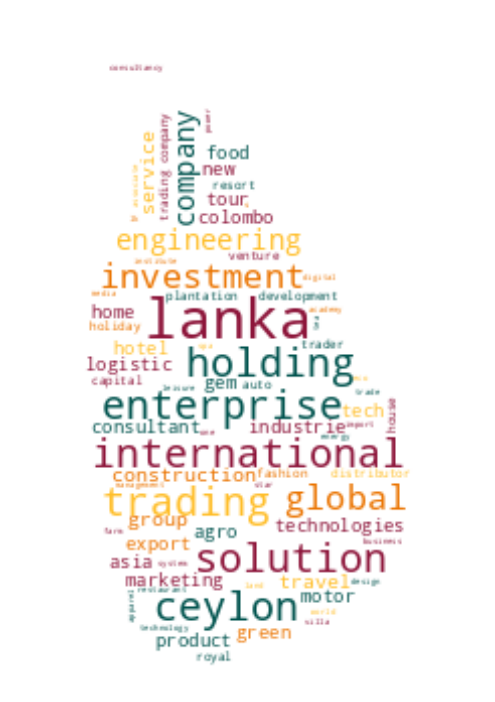 consultancy
company
power
service
trading company
associate
food
new
resort
tour
colombo
engineering
venture
institute
investment
digital
media
plantation development
home
lanka
academy
holiday
hotel
trader
logistic
holding
capital
gem
auto
leisure
trade
enterprise
tech
house
consultant
industrie
import
energy
international
construction
fashion
distributor
management
star
trading
global
group
technologies
farm
agro
export
business
asia
system
solution
marketing
land
travel
design
restaurant
apparel
ceylon
motor
world
villa
technology
product
green
royal